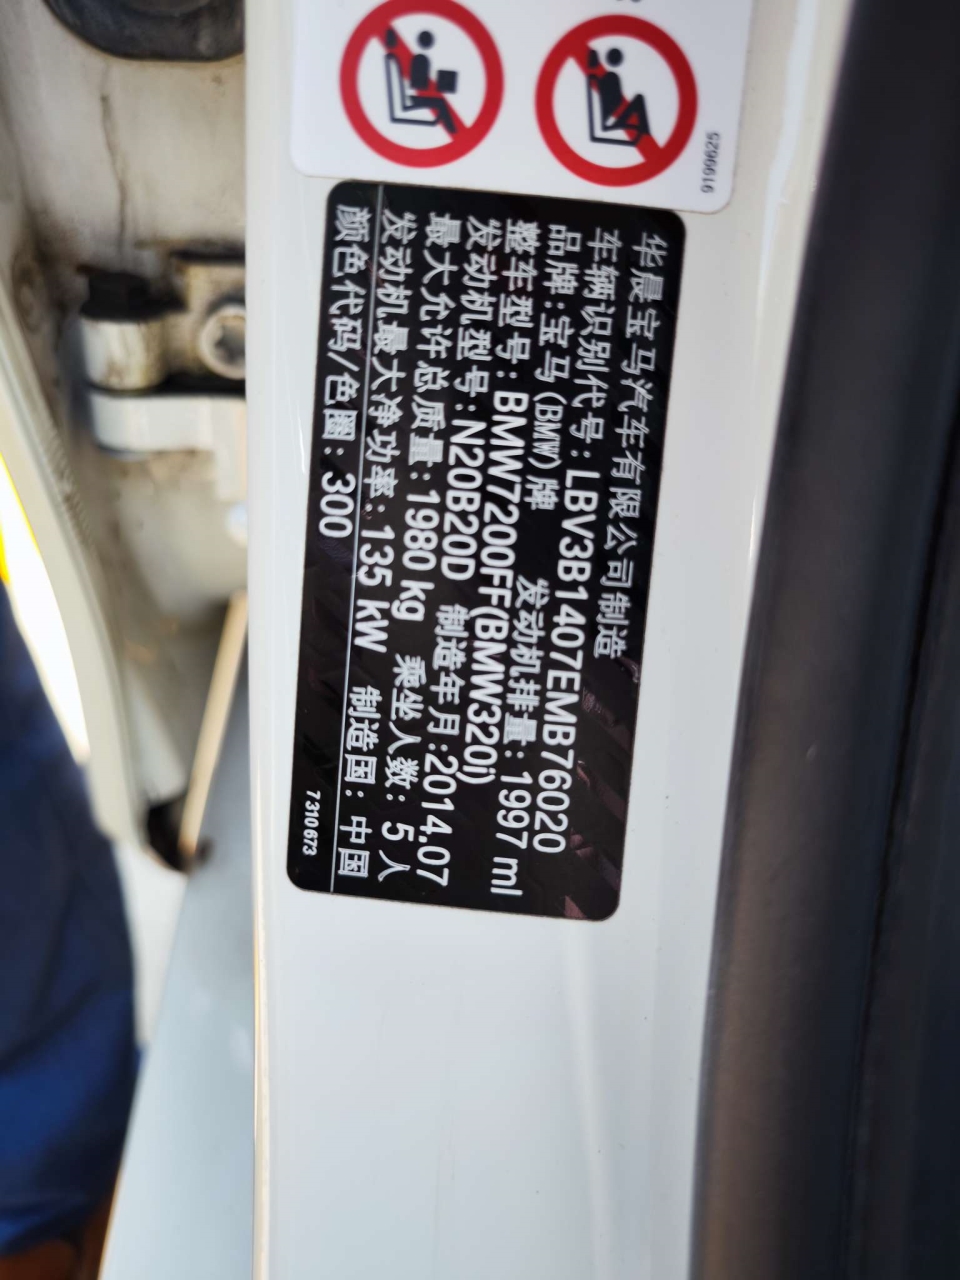 9199625
华晨宝马汽车有限公司制造
车辆识别代号: LBV3B1407EMB76020
品牌:宝马(BMW)牌 发动机排量: 1997 ml
整车型号: BMW7200FF(BMW320i)
发动机型号: N20B20D 制造年月:2014.07
最大允许总质量: 1980 kg 乘坐人数: 5 人
发动机最大净功率: 135 kW 制造国: 中国
颜色代码/色圈: 300
7310673